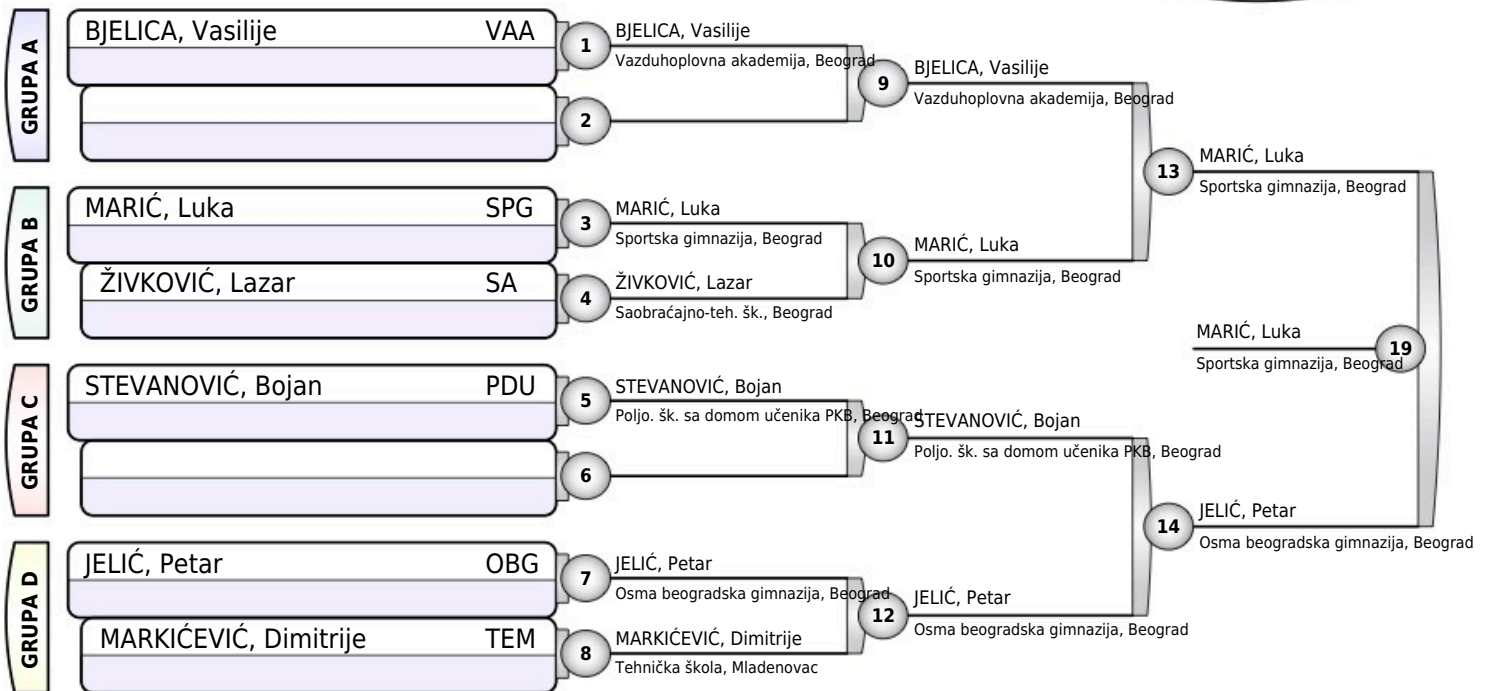 GRUPA A
BJELICA, Vasilije VAA
1
BJELICA, Vasilije
Vazduhoplovna akademija, Beograd
2
9
BJELICA, Vasilije
Vazduhoplovna akademija, Beograd
GRUPA B
MARIĆ, Luka SPG
3
MARIĆ, Luka
Sportska gimnazija, Beograd
ŽIVKOVIĆ, Lazar SA
4
ŽIVKOVIĆ, Lazar
Saobraćajno-teh. šk., Beograd
10
MARIĆ, Luka
Sportska gimnazija, Beograd
13
MARIĆ, Luka
Sportska gimnazija, Beograd
GRUPA C
STEVANOVIĆ, Bojan PDU
5
STEVANOVIĆ, Bojan
Poljo. šk. sa domom učenika PKB, Beograd
6
11
STEVANOVIĆ, Bojan
Poljo. šk. sa domom učenika PKB, Beograd
GRUPA D
JELIĆ, Petar OBG
7
JELIĆ, Petar
Osma beogradska gimnazija, Beograd
MARKIĆEVIĆ, Dimitrije TEM
8
MARKIĆEVIĆ, Dimitrije
Tehnička škola, Mladenovac
12
JELIĆ, Petar
Osma beogradska gimnazija, Beograd
14
JELIĆ, Petar
Osma beogradska gimnazija, Beograd
MARIĆ, Luka
Sportska gimnazija, Beograd
19